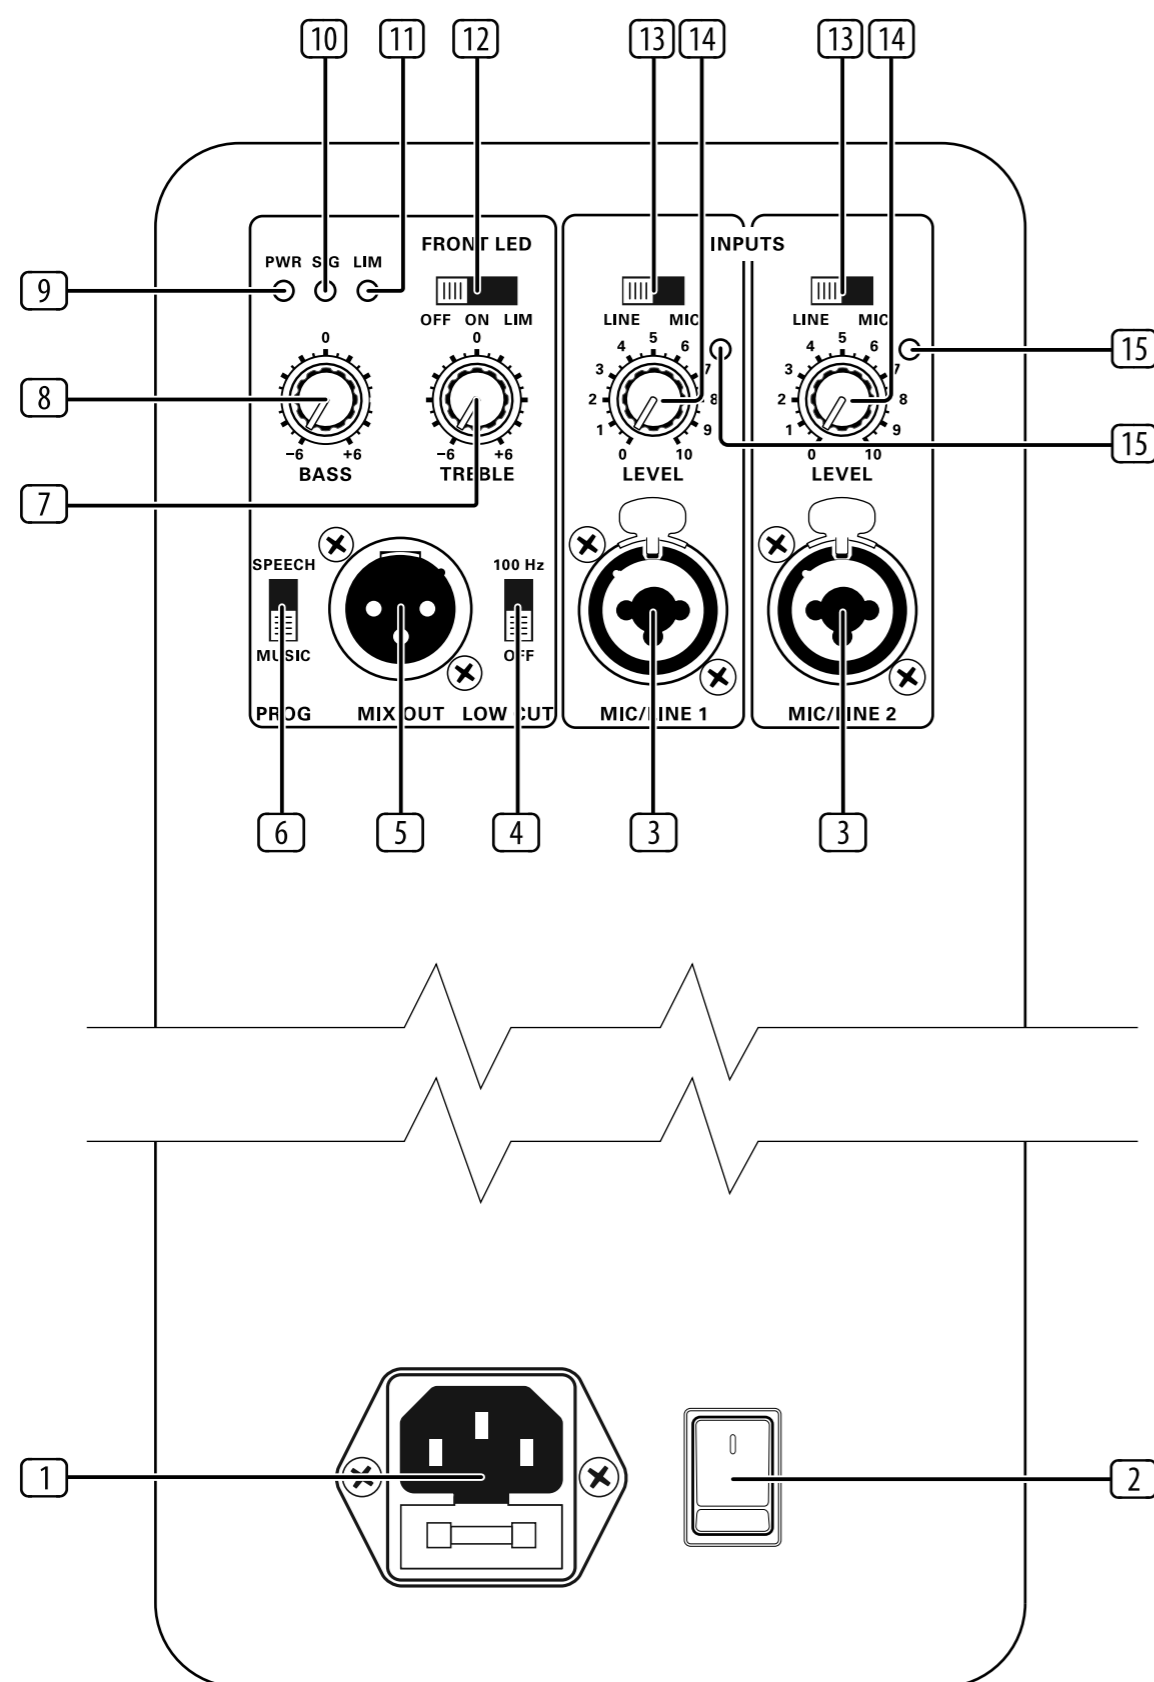 10 11 12 13 14 13 14
FRONT LED INPUTS
PWR SIG LIM
9
OFF ON LIM LINE MIC LINE MIC
0 0
0 1 2 3 4 5 6 7 8 9 10
0 1 2 3 4 5 6 7 8 9 10
15
8
15
−6 +6 −6 +6
BASS TREBLE LEVEL LEVEL
7
SPEECH 100 Hz
MUSIC OFF
PROG MIX OUT LOW CUT MIC/LINE 1 MIC/LINE 2
6 5 4 3 3
1 2